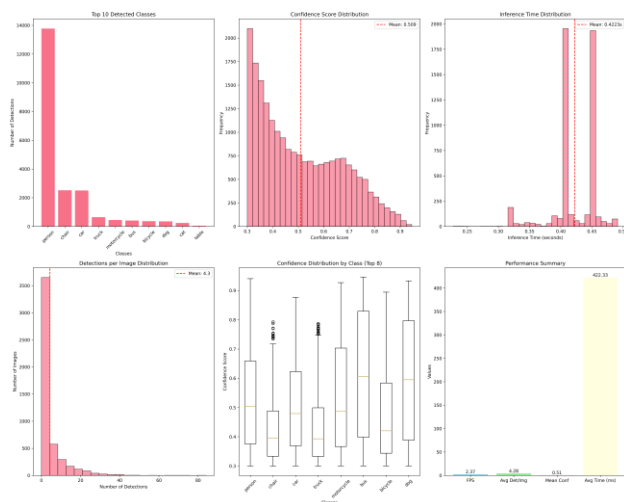 Top 10 Detected Classes
14000
12000
10000
8000
6000
4000
2000
0
Number of Detections
person
chair
car
truck
motorcycle
bus
bicycle
dog
cat
Classes
Confidence Score Distribution
Mean: 0.509
2000
1750
1500
1250
1000
750
500
250
0
Frequency
0.3
0.4
0.5
0.6
0.7
0.8
0.9
Confidence Score
Inference Time Distribution
Mean: 0.4223s
2000
1750
1500
1250
1000
750
500
250
0
Frequency
0.25
0.30
0.35
0.40
0.45
Inference Time (seconds)
Detections per Image Distribution
Mean: 4.3
3500
3000
2500
2000
1500
1000
500
0
Number of Images
0
20
40
60
80
Number of Detections
Confidence Distribution by Class (Top 8)
0.9
0.8
0.7
0.6
0.5
0.4
0.3
Confidence Score
person
chair
car
truck
motorcycle
bus
bicycle
dog
Performance Summary
422.33
400
350
300
250
200
150
100
50
0
Values
2.37
4.28
0.51
FPS
Avg Det/Img
Mean Conf
Avg Time (ms)